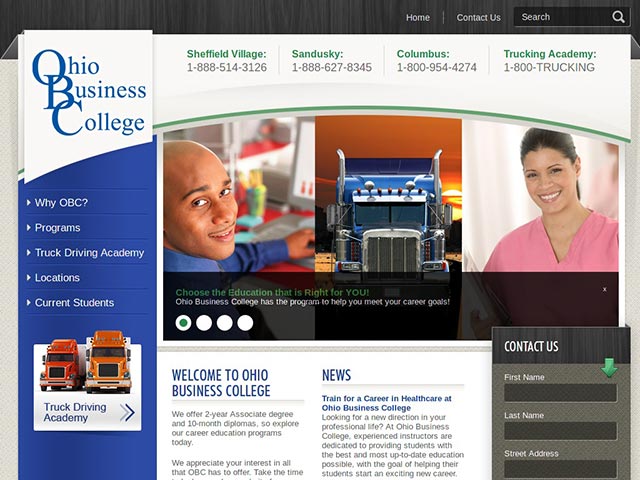 Home
Contact Us
Search
Ohio
Business
College
Sheffield Village:
1-888-514-3126
Sandusky:
1-888-627-8345
Columbus:
1-800-954-4274
Trucking Academy:
1-800-TRUCKING
Why OBC?
Programs
Truck Driving Academy
Locations
Current Students
Truck Driving
Academy
Choose the Education that is Right for YOU!
x
Ohio Business College has the program to help you meet your career goals!
WELCOME TO OHIO
BUSINESS COLLEGE
We offer 2-year Associate degree
and 10-month diplomas, so explore
our career education programs
today.
We appreciate your interest in all
that OBC has to offer. Take the time
NEWS
Train for a Career in Healthcare at
Ohio Business College
Looking for a new direction in your
professional life? At Ohio Business
College, experienced instructors are
dedicated to providing students with
the best and most up-to-date education
possible, with the goal of helping their
students start an exciting new career.
CONTACT US
First Name
Last Name
Street Address